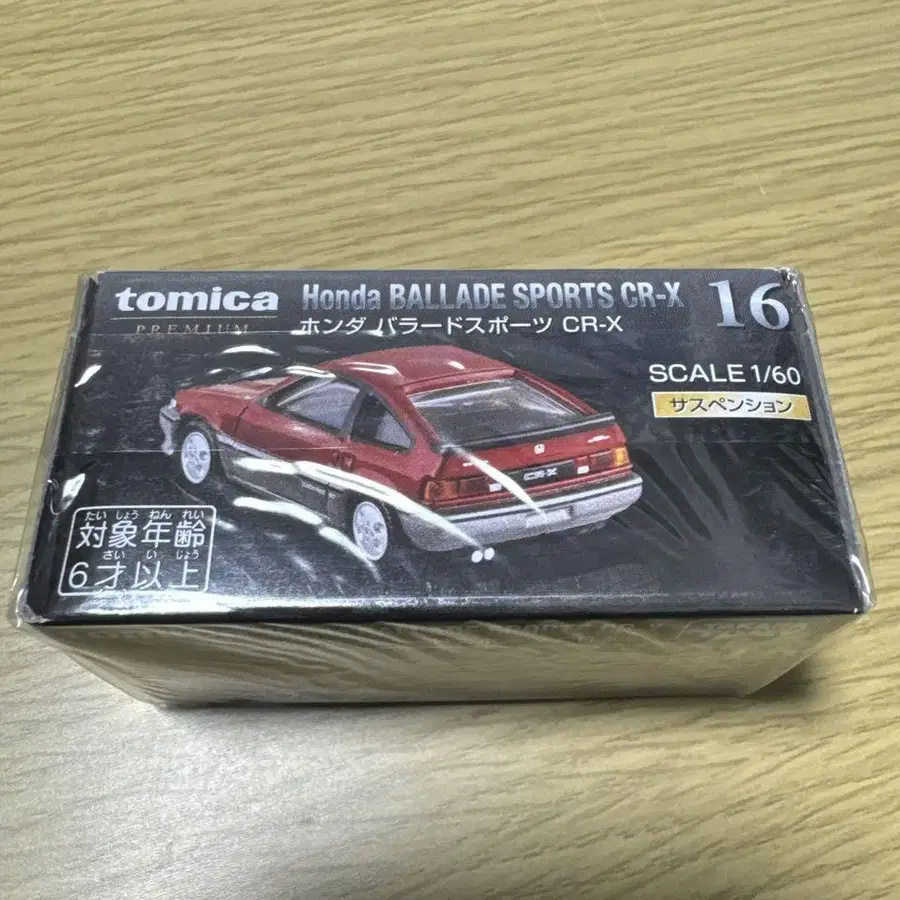 tomica
PREMIUM
Honda BALLADE SPORTS CR-X
ホンダ バラードスポーツ CR-X
16
SCALE 1/60
サスペンション
CR-X
たいしょうねんれい
対象年齢
さいいじょう
6才以上